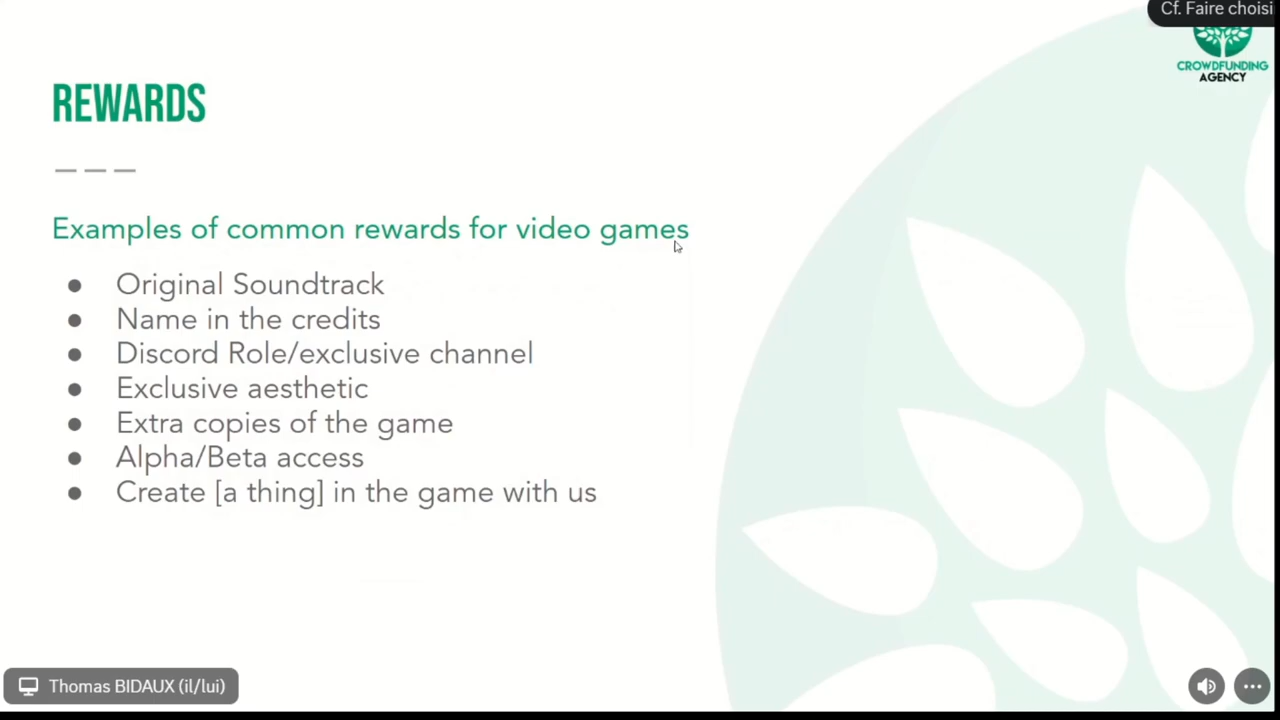 Cf. Faire choisi
CROWDFUNDING
AGENCY
REWARDS
Examples of common rewards for video games
● Original Soundtrack
● Name in the credits
● Discord Role/exclusive channel
● Exclusive aesthetic
● Extra copies of the game
● Alpha/Beta access
● Create [a thing] in the game with us
Thomas BIDAUX (il/lui)